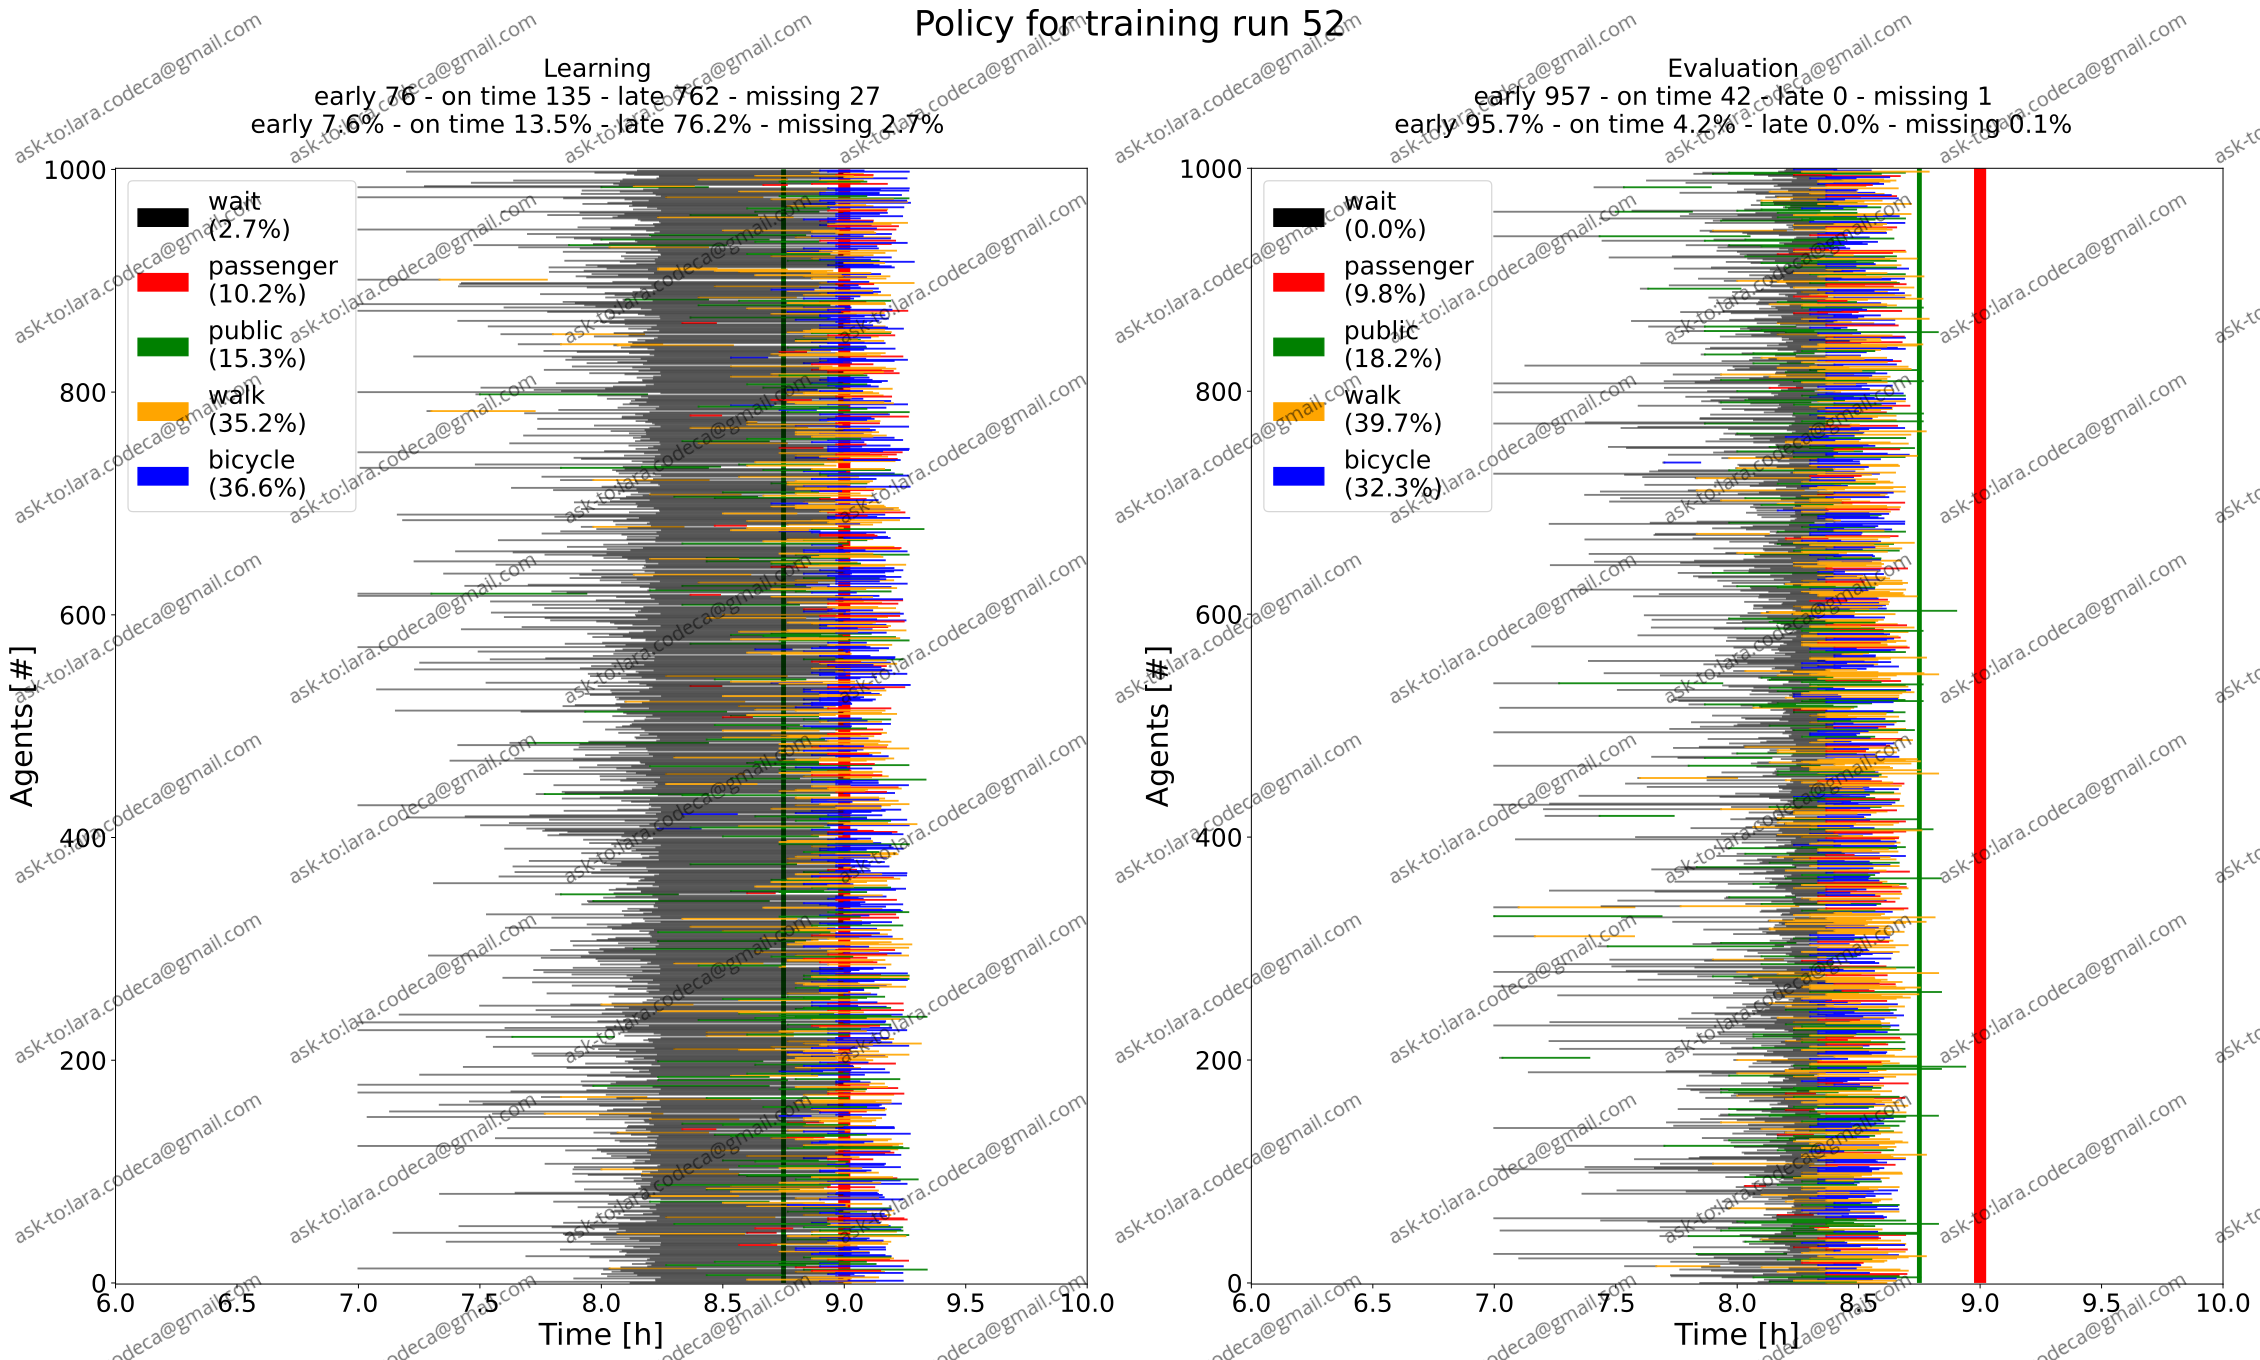 Policy for training run 52
Learning
early 76 - on time 135 - late 762 - missing 27
early 7.6% - on time 13.5% - late 76.2% - missing 2.7%
1000
800
600
400
200
0
Agents [#]
wait
(2.7%)
passenger
(10.2%)
public
(15.3%)
walk
(35.2%)
bicycle
(36.6%)
6.0 6.5 7.0 7.5 8.0 8.5 9.0 9.5 10.0
Time [h]
Evaluation
early 957 - on time 42 - late 0 - missing 1
early 95.7% - on time 4.2% - late 0.0% - missing 0.1%
1000
800
600
400
200
0
Agents [#]
wait
(0.0%)
passenger
(9.8%)
public
(18.2%)
walk
(39.7%)
bicycle
(32.3%)
6.0 6.5 7.0 7.5 8.0 8.5 9.0 9.5 10.0
Time [h]
ask-to:lara.codeca@gmail.com